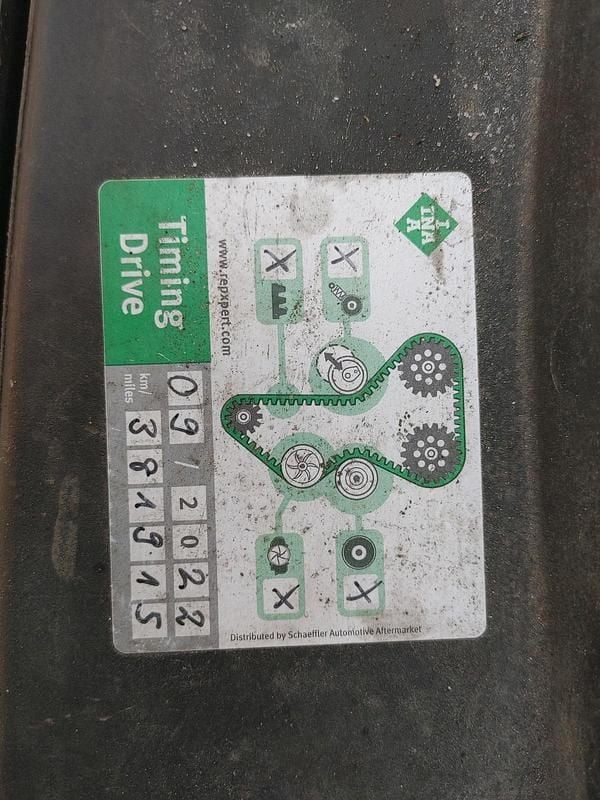 I
INA
A
X
X
X
X
Distributed by Schaeffler Automotive Aftermarket
www.repxpert.com
Timing
Drive
09 / 2022
km/
miles
381915